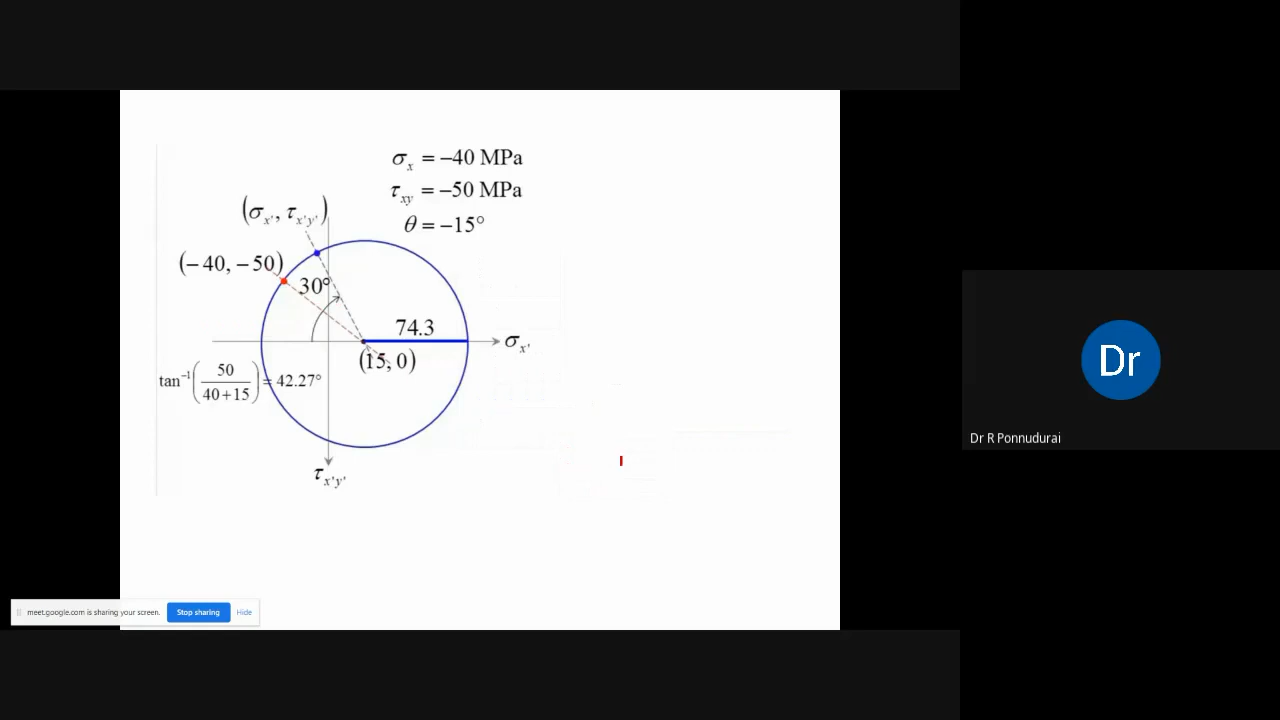 σx = −40 MPa
τxy = −50 MPa
θ = −15°
(σx', τx'y')
(−40, −50)
30°
74.3
σx'
(15, 0)
tan⁻¹(50/(40+15)) = 42.27°
τx'y'
Dr
Dr R Ponnudurai
meet.google.com is sharing your screen. Stop sharing Hide